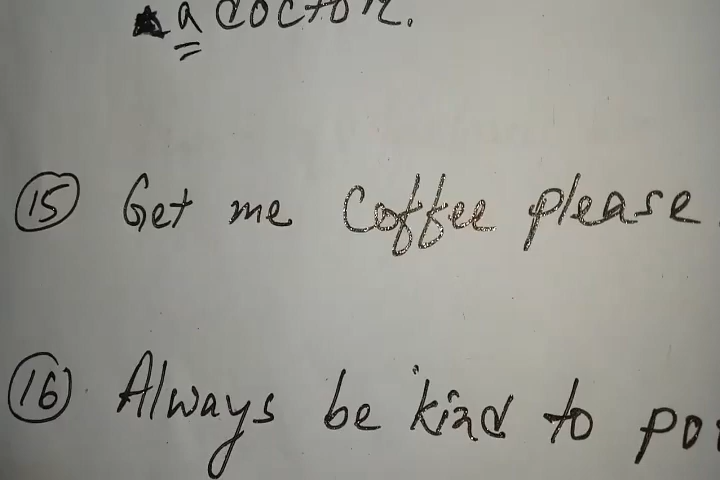 a doctor.
(15) Get me Coffee please.
(16) Always be kind to